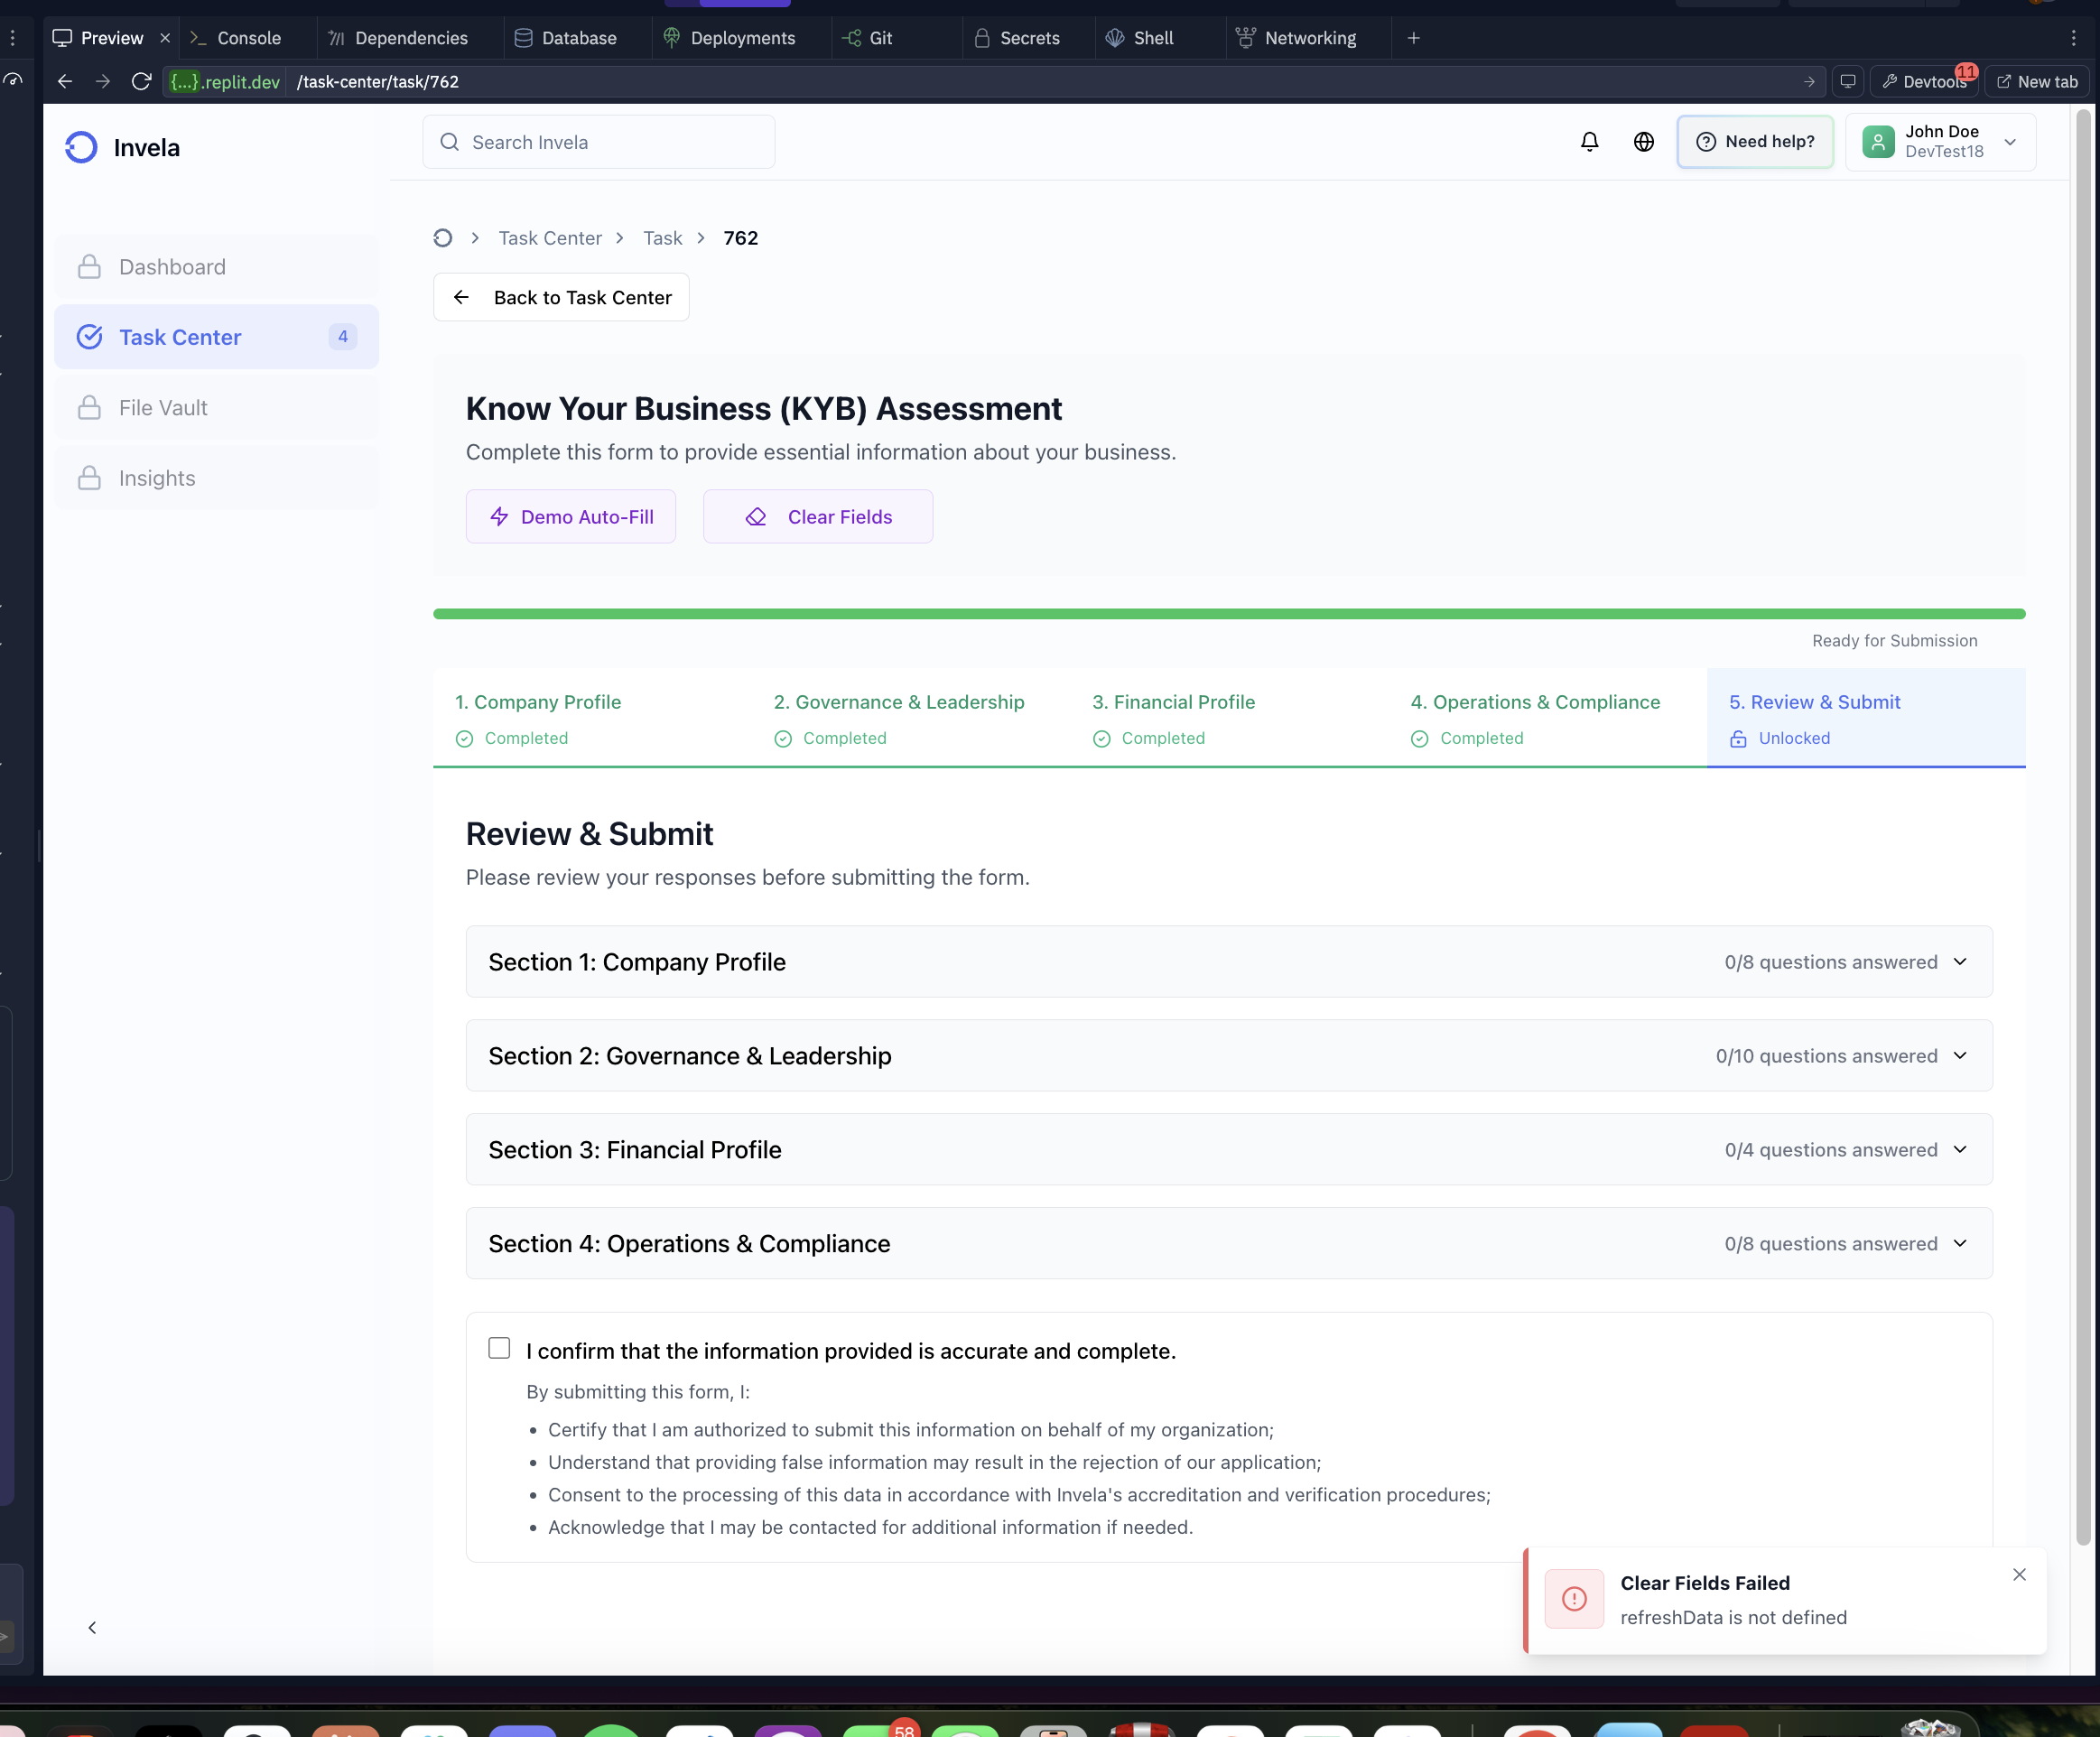 Preview
Console
Dependencies
Database
Deployments
Git
Secrets
Shell
Networking
{...}.replit.dev
/task-center/task/762
Devtools
11
New tab
Invela
Search Invela
Need help?
John Doe
DevTest18
Dashboard
Task Center
4
File Vault
Insights
Task Center
Task
762
Back to Task Center
Know Your Business (KYB) Assessment
Complete this form to provide essential information about your business.
Demo Auto-Fill
Clear Fields
Ready for Submission
1. Company Profile
Completed
2. Governance & Leadership
Completed
3. Financial Profile
Completed
4. Operations & Compliance
Completed
5. Review & Submit
Unlocked
Review & Submit
Please review your responses before submitting the form.
Section 1: Company Profile
0/8 questions answered
Section 2: Governance & Leadership
0/10 questions answered
Section 3: Financial Profile
0/4 questions answered
Section 4: Operations & Compliance
0/8 questions answered
I confirm that the information provided is accurate and complete.
By submitting this form, I:
• Certify that I am authorized to submit this information on behalf of my organization;
• Understand that providing false information may result in the rejection of our application;
• Consent to the processing of this data in accordance with Invela's accreditation and verification procedures;
• Acknowledge that I may be contacted for additional information if needed.
Clear Fields Failed
refreshData is not defined
58